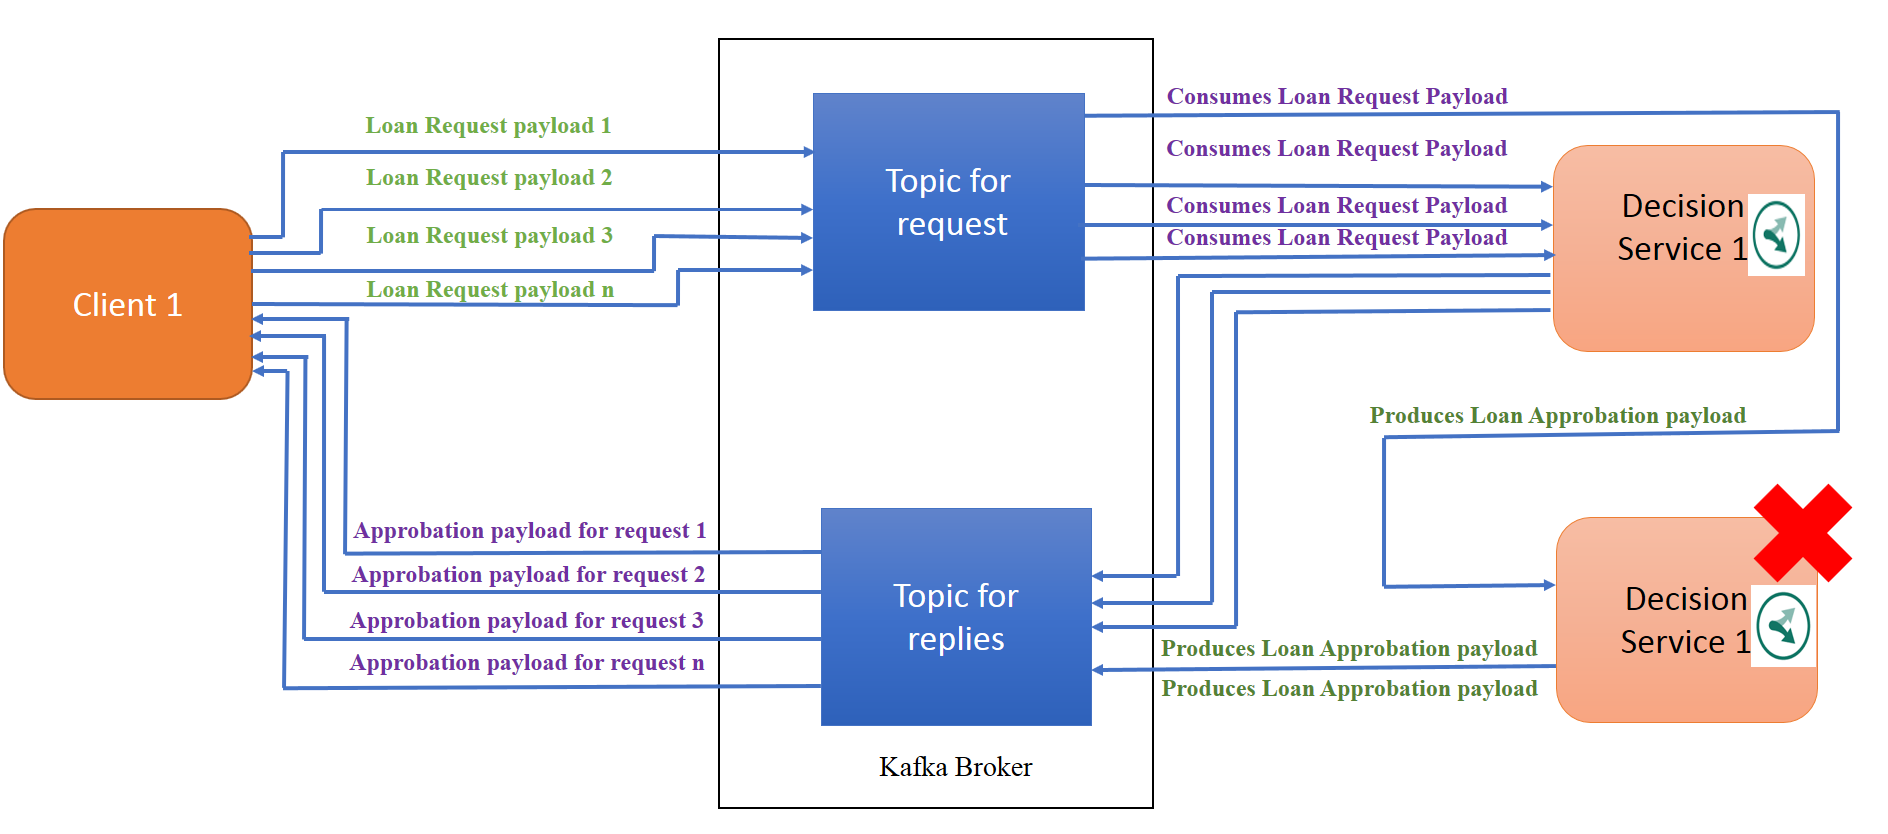 Loan Request payload 1
Loan Request payload 2
Loan Request payload 3
Loan Request payload n
Client 1
Topic for
request
Consumes Loan Request Payload
Consumes Loan Request Payload
Consumes Loan Request Payload
Consumes Loan Request Payload
Decision
Service 1
Produces Loan Approbation payload
Approbation payload for request 1
Approbation payload for request 2
Approbation payload for request 3
Approbation payload for request n
Topic for
replies
Produces Loan Approbation payload
Produces Loan Approbation payload
Decision
Service 1
Kafka Broker